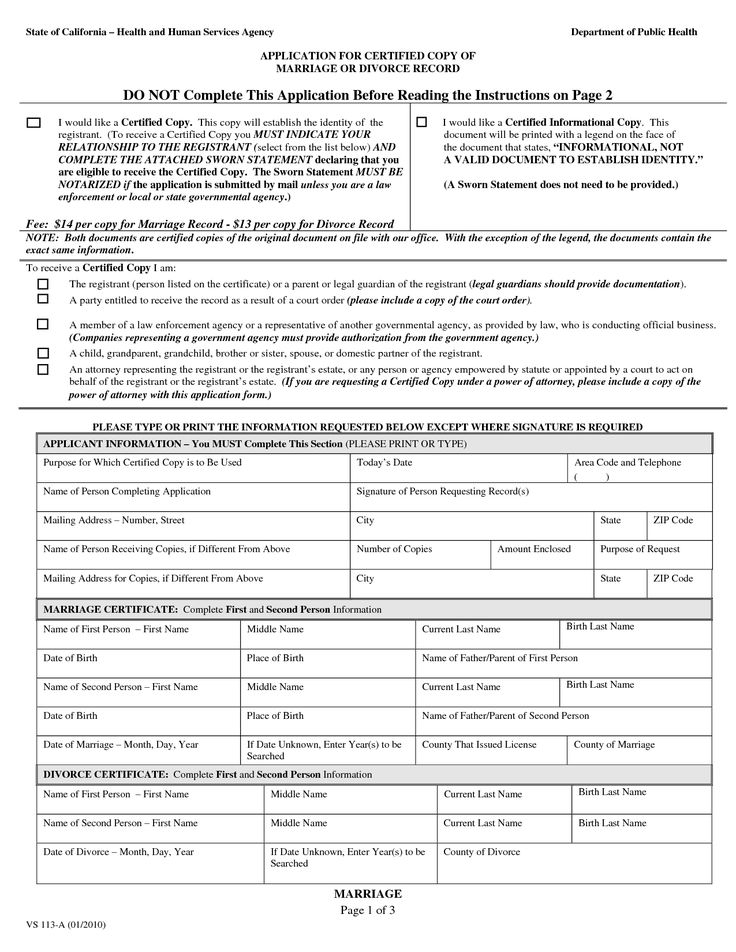 State of California – Health and Human Services Agency Department of Public Health
APPLICATION FOR CERTIFIED COPY OF
MARRIAGE OR DIVORCE RECORD
DO NOT Complete This Application Before Reading the Instructions on Page 2
I would like a Certified Copy. This copy will establish the identity of the
registrant. (To receive a Certified Copy you MUST INDICATE YOUR
RELATIONSHIP TO THE REGISTRANT (select from the list below) AND
COMPLETE THE ATTACHED SWORN STATEMENT declaring that you
are eligible to receive the Certified Copy. The Sworn Statement MUST BE
NOTARIZED if the application is submitted by mail unless you are a law
enforcement or local or state governmental agency.)
Fee: $14 per copy for Marriage Record - $13 per copy for Divorce Record
I would like a Certified Informational Copy. This
document will be printed with a legend on the face of
the document that states, “INFORMATIONAL, NOT
A VALID DOCUMENT TO ESTABLISH IDENTITY.”
(A Sworn Statement does not need to be provided.)
NOTE: Both documents are certified copies of the original document on file with our office. With the exception of the legend, the documents contain the
exact same information.
To receive a Certified Copy I am:
The registrant (person listed on the certificate) or a parent or legal guardian of the registrant (legal guardians should provide documentation).
A party entitled to receive the record as a result of a court order (please include a copy of the court order).
A member of a law enforcement agency or a representative of another governmental agency, as provided by law, who is conducting official business.
(Companies representing a government agency must provide authorization from the government agency.)
A child, grandparent, grandchild, brother or sister, spouse, or domestic partner of the registrant.
An attorney representing the registrant or the registrant’s estate, or any person or agency empowered by statute or appointed by a court to act on
behalf of the registrant or the registrant’s estate. (If you are requesting a Certified Copy under a power of attorney, please include a copy of the
power of attorney with this application form.)
PLEASE TYPE OR PRINT THE INFORMATION REQUESTED BELOW EXCEPT WHERE SIGNATURE IS REQUIRED
APPLICANT INFORMATION – You MUST Complete This Section (PLEASE PRINT OR TYPE)
Purpose for Which Certified Copy is to Be Used Today’s Date Area Code and Telephone
( )
Name of Person Completing Application Signature of Person Requesting Record(s)
Mailing Address – Number, Street City State ZIP Code
Name of Person Receiving Copies, if Different From Above Number of Copies Amount Enclosed Purpose of Request
Mailing Address for Copies, if Different From Above City State ZIP Code
MARRIAGE CERTIFICATE: Complete First and Second Person Information
Name of First Person – First Name Middle Name Current Last Name Birth Last Name
Date of Birth Place of Birth Name of Father/Parent of First Person
Name of Second Person – First Name Middle Name Current Last Name Birth Last Name
Date of Birth Place of Birth Name of Father/Parent of Second Person
Date of Marriage – Month, Day, Year If Date Unknown, Enter Year(s) to be County That Issued License County of Marriage
Searched
DIVORCE CERTIFICATE: Complete First and Second Person Information
Name of First Person – First Name Middle Name Current Last Name Birth Last Name
Name of Second Person – First Name Middle Name Current Last Name Birth Last Name
Date of Divorce – Month, Day, Year If Date Unknown, Enter Year(s) to be County of Divorce
Searched
MARRIAGE
Page 1 of 3
VS 113-A (01/2010)